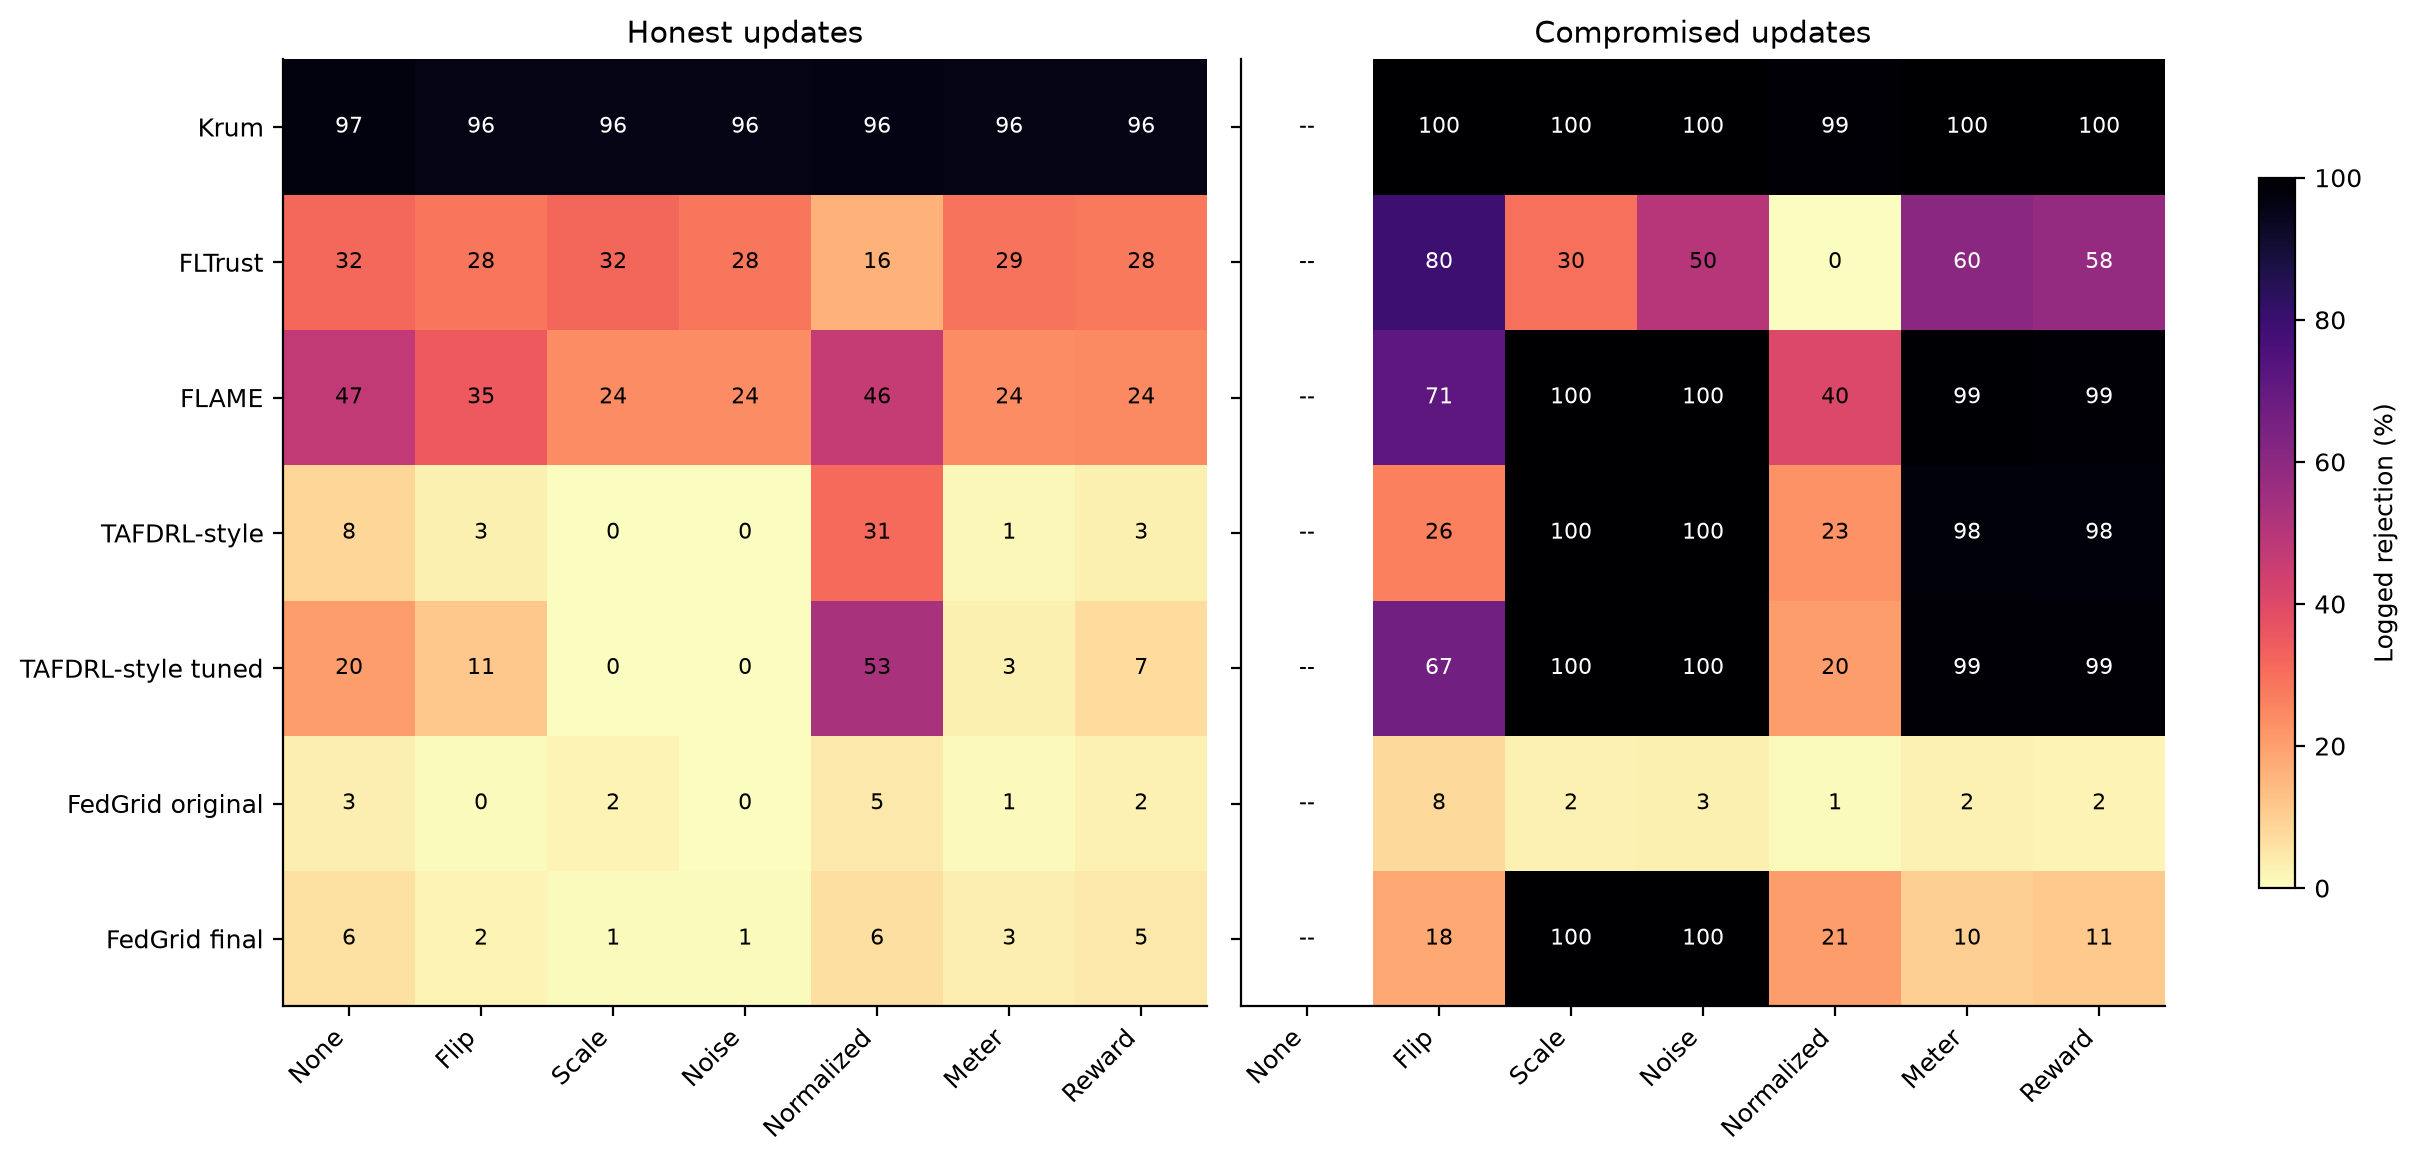 Honest updates
Compromised updates
Krum 97 96 96 96 96 96 96 -- 100 100 100 99 100 100
FLTrust 32 28 32 28 16 29 28 -- 80 30 50 0 60 58
FLAME 47 35 24 24 46 24 24 -- 71 100 100 40 99 99
TAFDRL-style 8 3 0 0 31 1 3 -- 26 100 100 23 98 98
TAFDRL-style tuned 20 11 0 0 53 3 7 -- 67 100 100 20 99 99
FedGrid original 3 0 2 0 5 1 2 -- 8 2 3 1 2 2
FedGrid final 6 2 1 1 6 3 5 -- 18 100 100 21 10 11
None Flip Scale Noise Normalized Meter Reward
None Flip Scale Noise Normalized Meter Reward
100
80
60
40
20
0
Logged rejection (%)